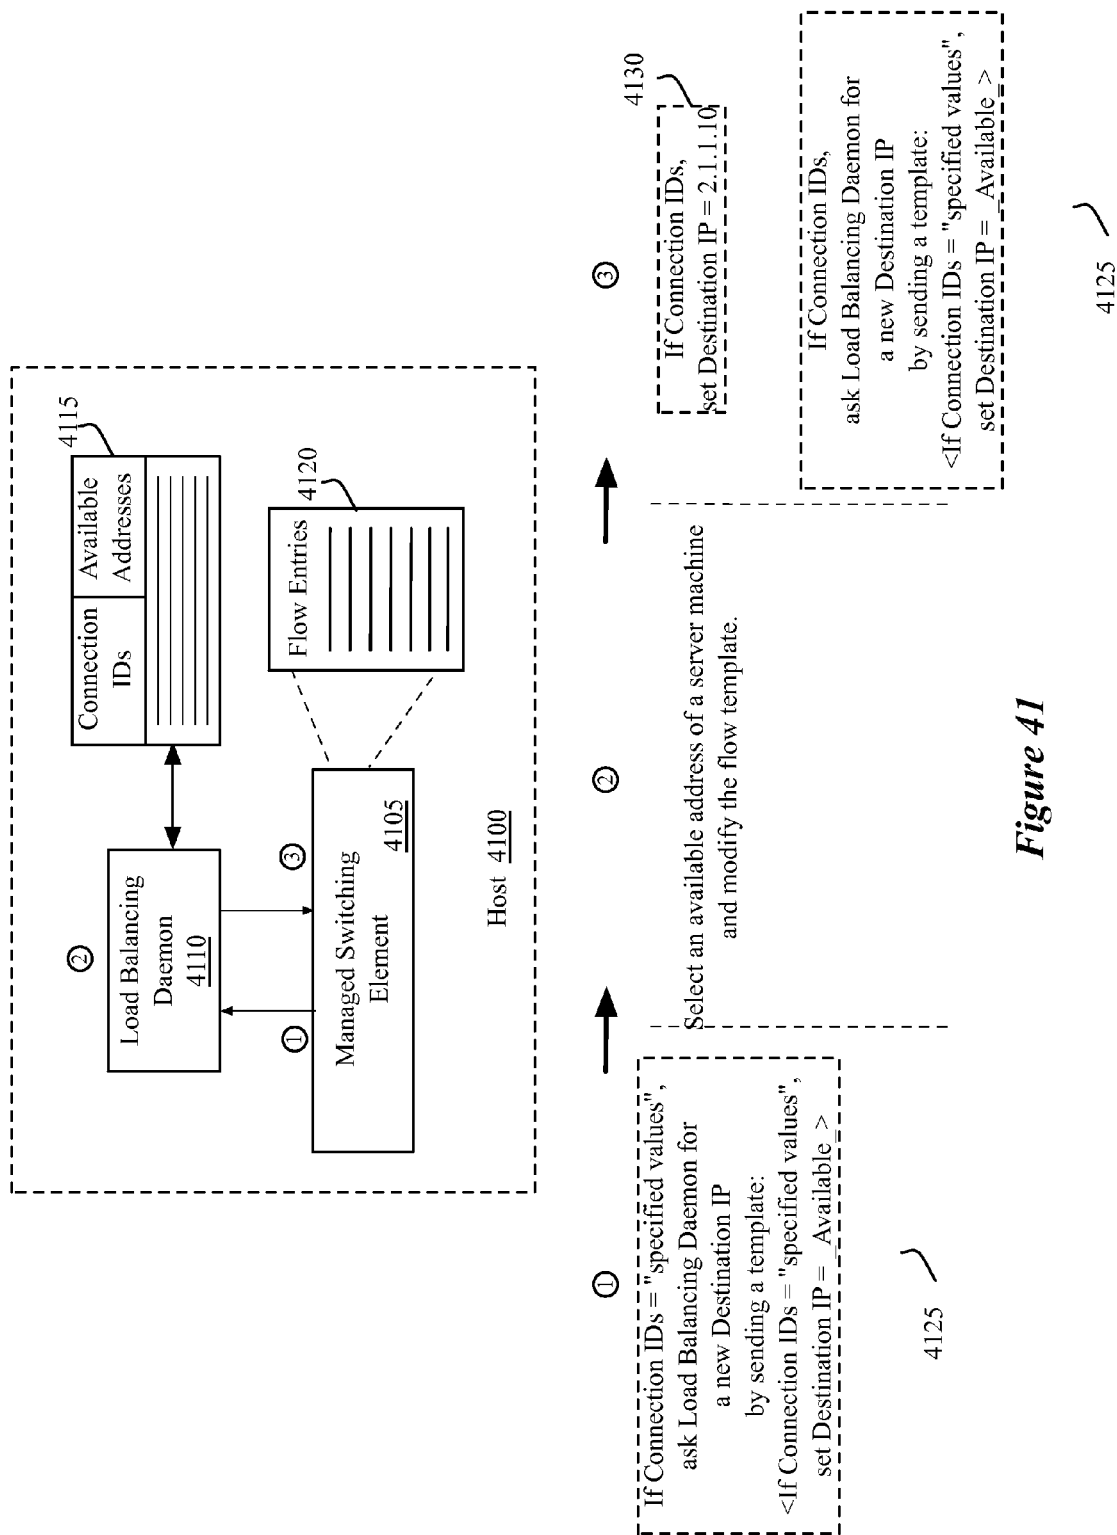 Connection
IDs
Available
Addresses
4115
②
Load Balancing
Daemon
4110
Flow Entries
4120
①
③
Managed Switching
Element
4105
Host 4100
①
If Connection IDs = "specified values",
ask Load Balancing Daemon for
a new Destination IP
by sending a template:
<If Connection IDs = "specified values",
set Destination IP = _Available_>
4125
②
Select an available address of a server machine
and modify the flow template.
③
If Connection IDs,
set Destination IP = 2.1.1.10
4130
If Connection IDs,
ask Load Balancing Daemon for
a new Destination IP
by sending a template:
<If Connection IDs = "specified values",
set Destination IP = _Available_>
4125
Figure 41